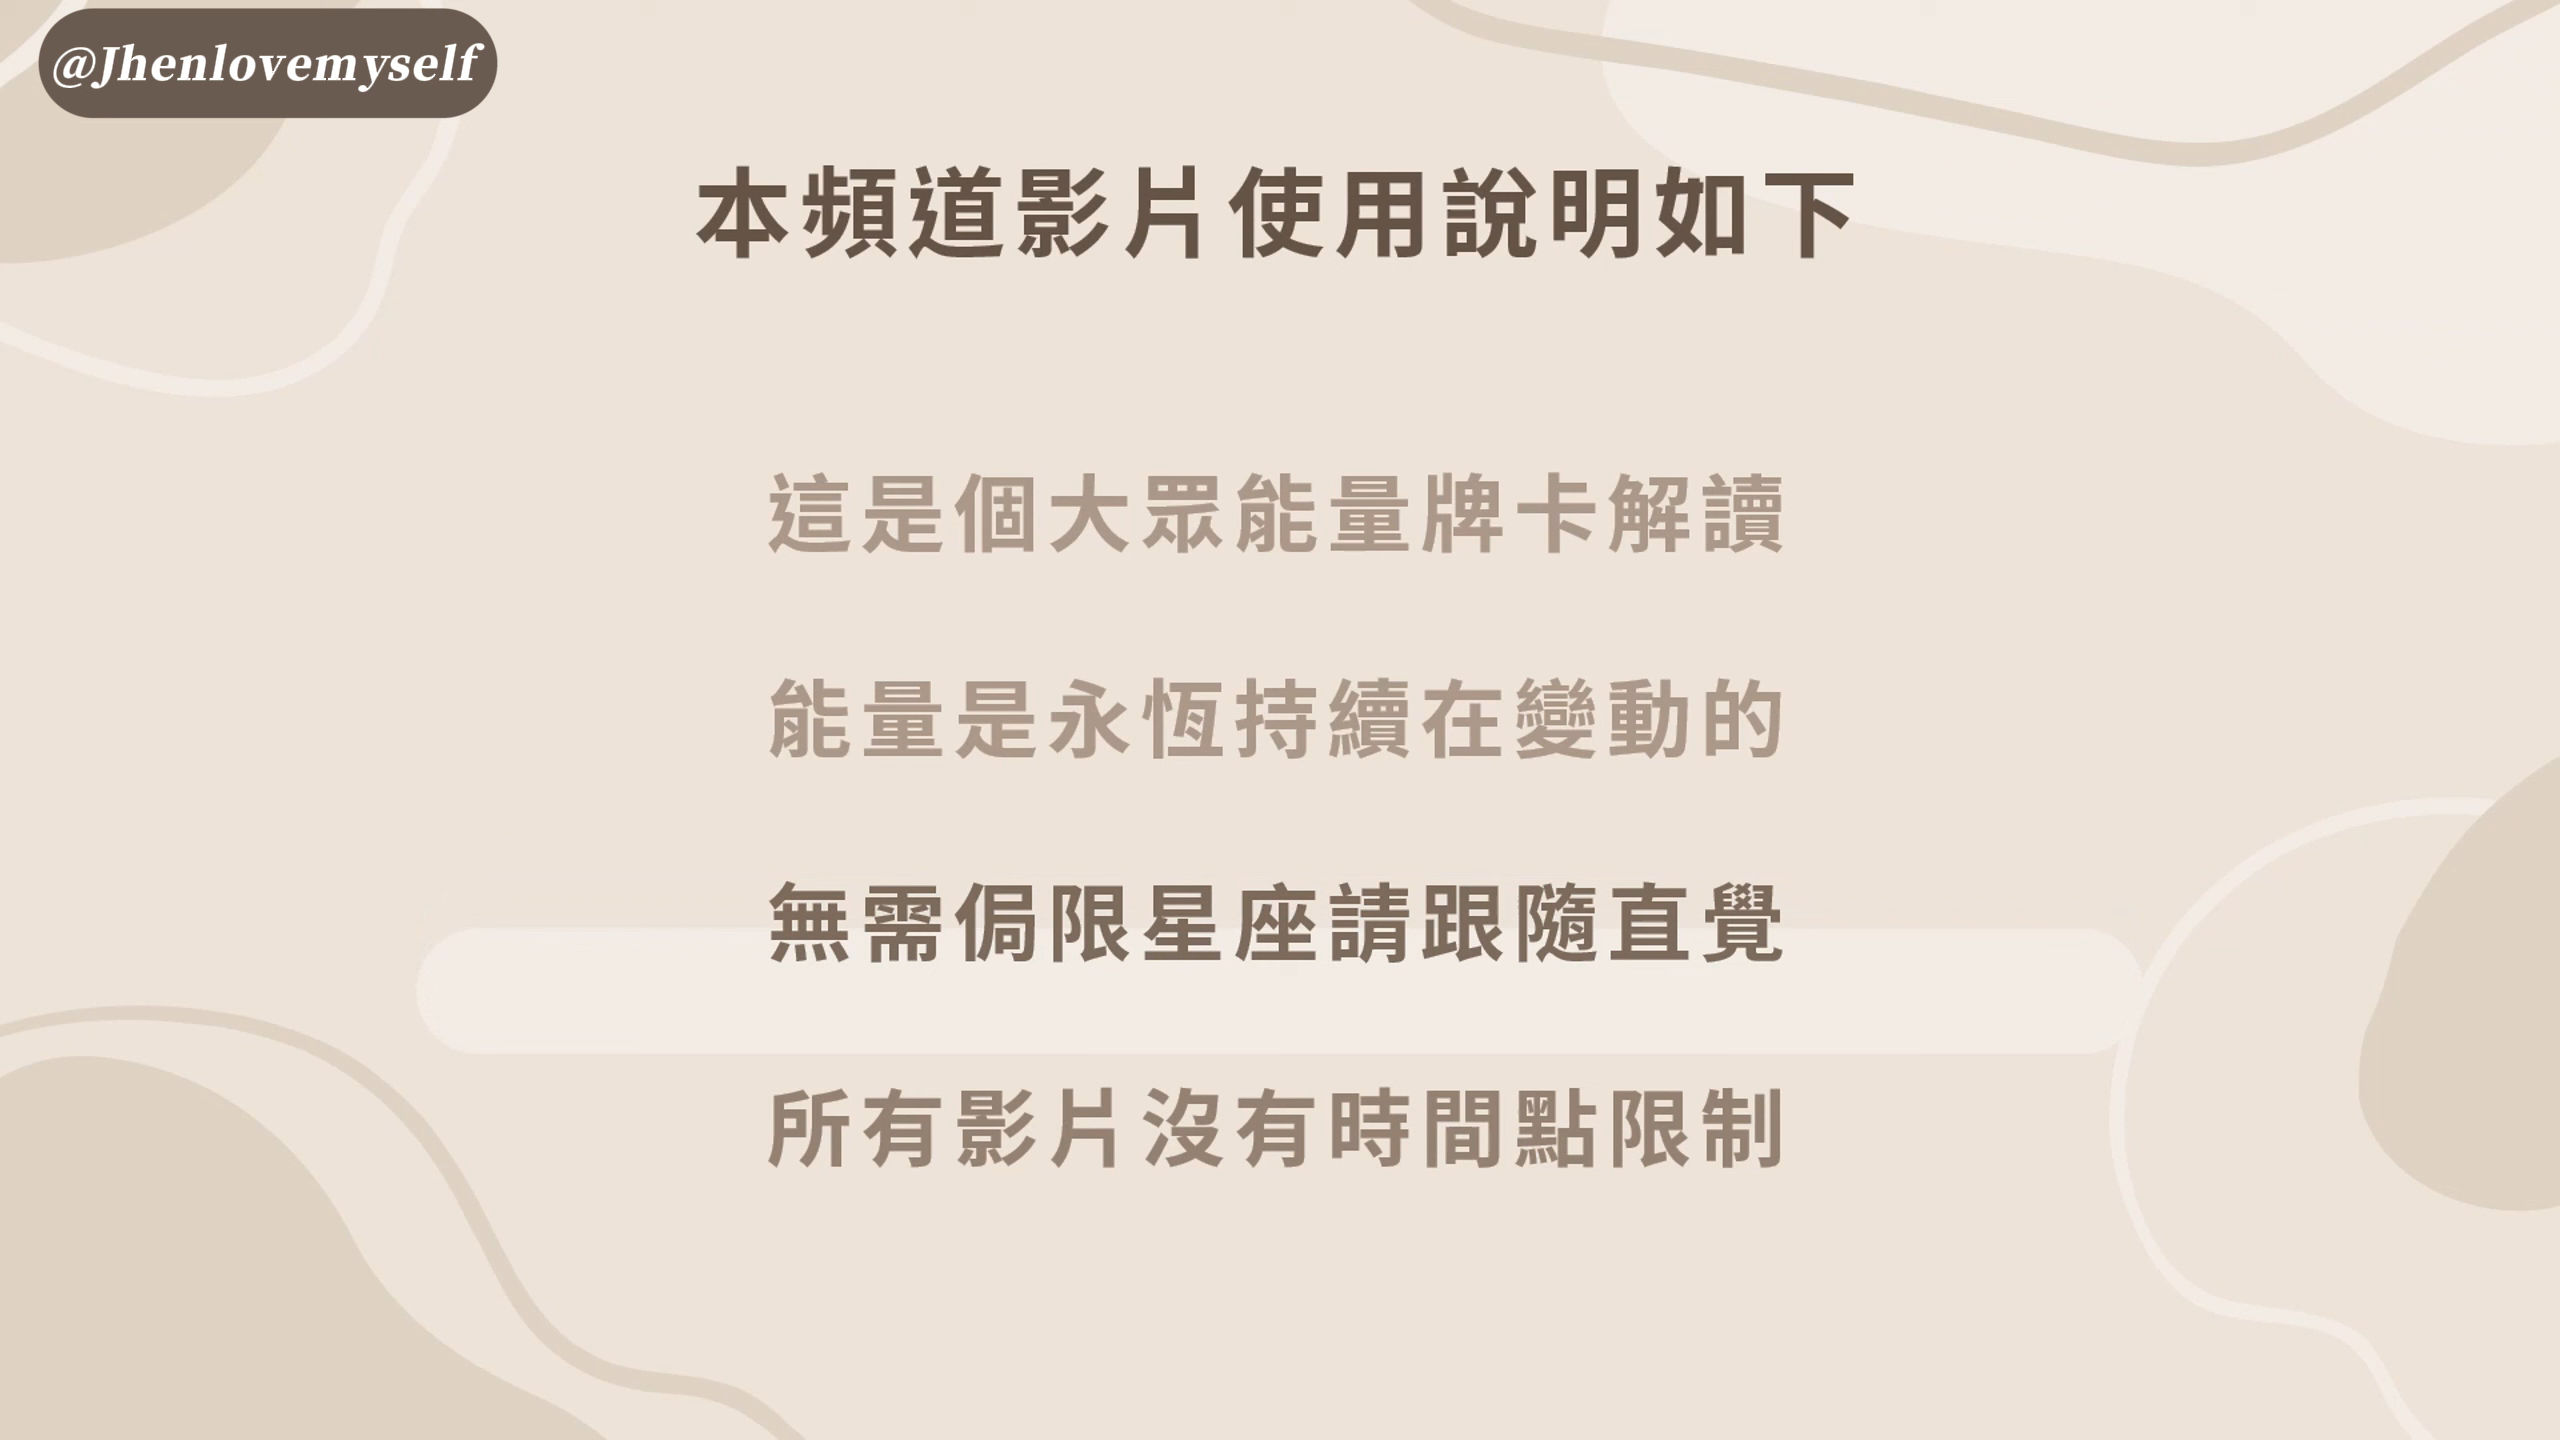 @Jhenlovemyself
本頻道影片使用說明如下
這是個大眾能量牌卡解讀
能量是永恆持續在變動的
無需侷限星座請跟隨直覺
所有影片沒有時間點限制